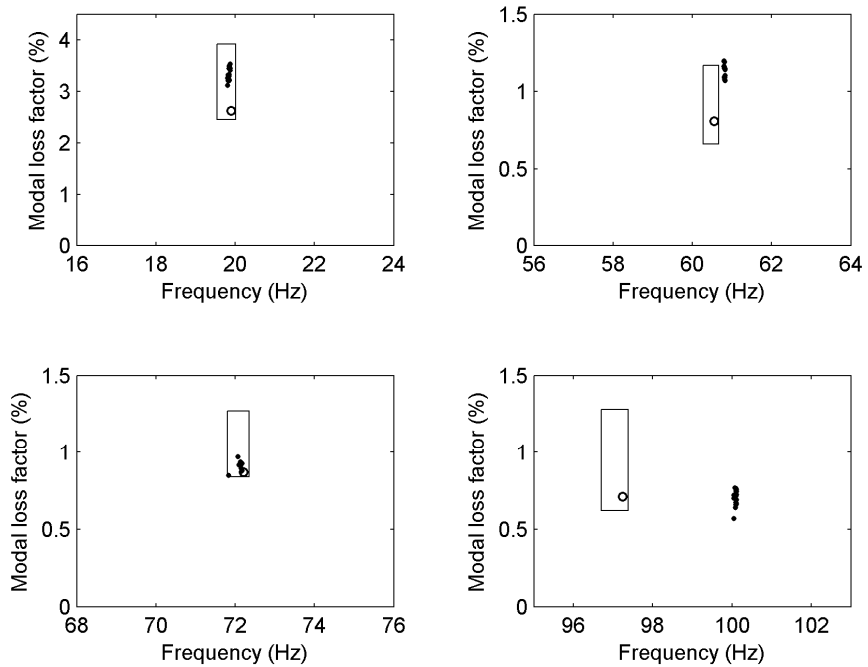 Modal loss factor (%)
4
3
2
1
0
16 18 20 22 24
Frequency (Hz)
Modal loss factor (%)
1.5
1
0.5
0
56 58 60 62 64
Frequency (Hz)
Modal loss factor (%)
1.5
1
0.5
0
68 70 72 74 76
Frequency (Hz)
Modal loss factor (%)
1.5
1
0.5
0
96 98 100 102
Frequency (Hz)